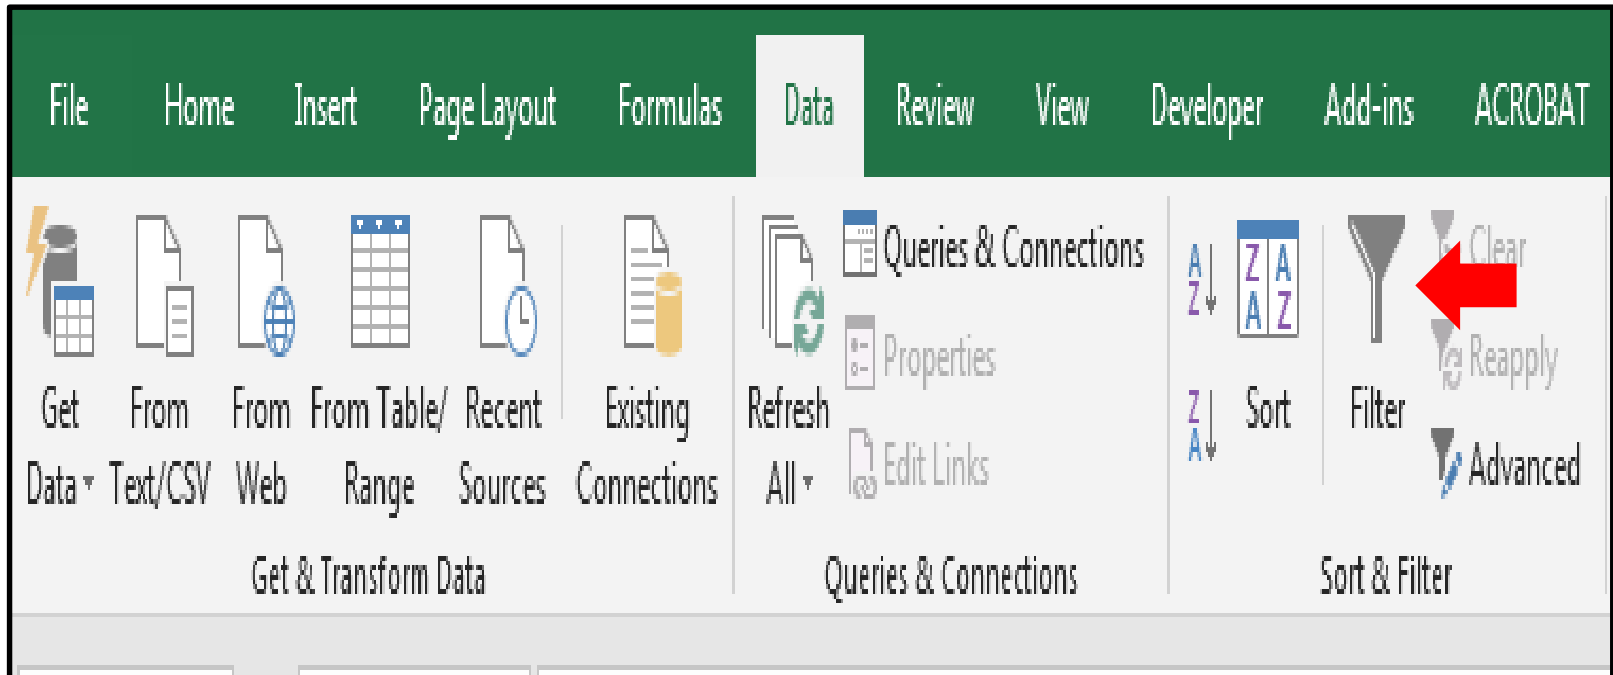 File Home Insert Page Layout Formulas Data Review View Developer Add-ins ACROBAT
Get Data
From Text/CSV
From Web
From Table/ Range
Recent Sources
Existing Connections
Refresh All
Queries & Connections
Properties
Edit Links
A Z
Z A
Z A A Z
Sort
Filter
Clear
Reapply
Advanced
Get & Transform Data
Queries & Connections
Sort & Filter